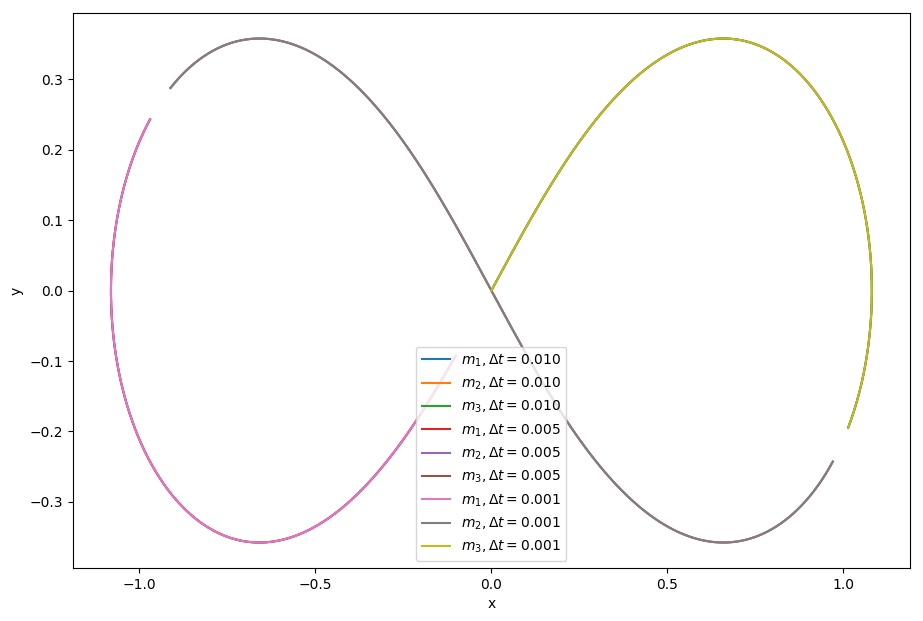 0.3
0.2
0.1
0.0
−0.1
−0.2
−0.3
y
m₁, Δt = 0.010
m₂, Δt = 0.010
m₃, Δt = 0.010
m₁, Δt = 0.005
m₂, Δt = 0.005
m₃, Δt = 0.005
m₁, Δt = 0.001
m₂, Δt = 0.001
m₃, Δt = 0.001
−1.0 −0.5 0.0 0.5 1.0
x